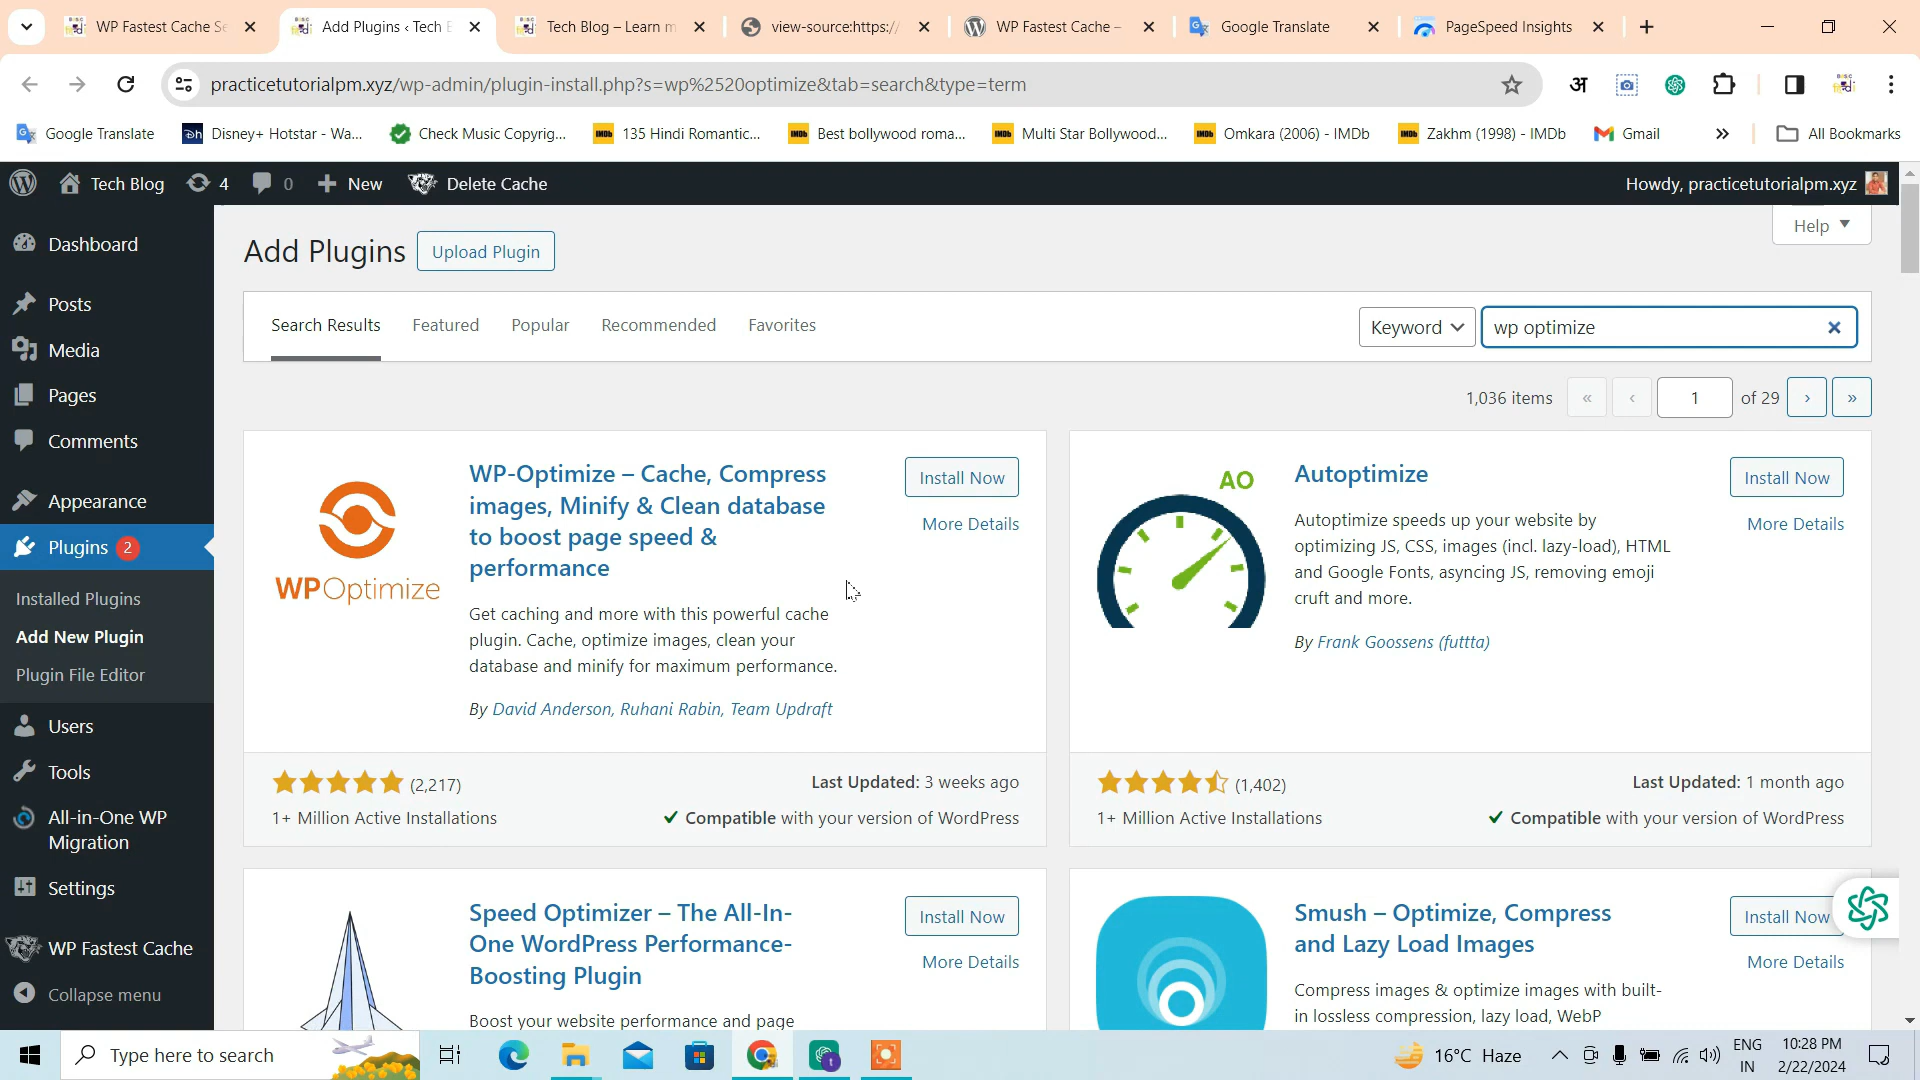 WP Fastest Cache Se
Add Plugins ‹ Tech B
Tech Blog – Learn m
view-source:https://
WP Fastest Cache –
Google Translate
PageSpeed Insights
practicetutorialpm.xyz/wp-admin/plugin-install.php?s=wp%2520optimize&tab=search&type=term
अ
Google Translate
Disney+ Hotstar - Wa...
Check Music Copyrig...
135 Hindi Romantic...
Best bollywood roma...
Multi Star Bollywood...
Omkara (2006) - IMDb
Zakhm (1998) - IMDb
Gmail
»
All Bookmarks
Tech Blog
4
0
New
Delete Cache
Howdy, practicetutorialpm.xyz
Dashboard
Posts
Media
Pages
Comments
Appearance
Plugins 2
Installed Plugins
Add New Plugin
Plugin File Editor
Users
Tools
All-in-One WP
Migration
Settings
WP Fastest Cache
Collapse menu
Help
Add Plugins
Upload Plugin
Search Results
Featured
Popular
Recommended
Favorites
Keyword
wp optimize
1,036 items
« ‹ 1 of 29 › »
WPOptimize
WP-Optimize – Cache, Compress
images, Minify & Clean database
to boost page speed &
performance
Install Now
More Details
Get caching and more with this powerful cache
plugin. Cache, optimize images, clean your
database and minify for maximum performance.
By David Anderson, Ruhani Rabin, Team Updraft
(2,217)
1+ Million Active Installations
Last Updated: 3 weeks ago
Compatible with your version of WordPress
AO
Autoptimize
Install Now
More Details
Autoptimize speeds up your website by
optimizing JS, CSS, images (incl. lazy-load), HTML
and Google Fonts, asyncing JS, removing emoji
cruft and more.
By Frank Goossens (futtta)
(1,402)
1+ Million Active Installations
Last Updated: 1 month ago
Compatible with your version of WordPress
Speed Optimizer – The All-In-
One WordPress Performance-
Boosting Plugin
Install Now
More Details
Boost your website performance and page
Smush – Optimize, Compress
and Lazy Load Images
Install Now
More Details
Compress images & optimize images with built-
in lossless compression, lazy load, WebP
Type here to search
16°C Haze
ENG
IN
10:28 PM
2/22/2024